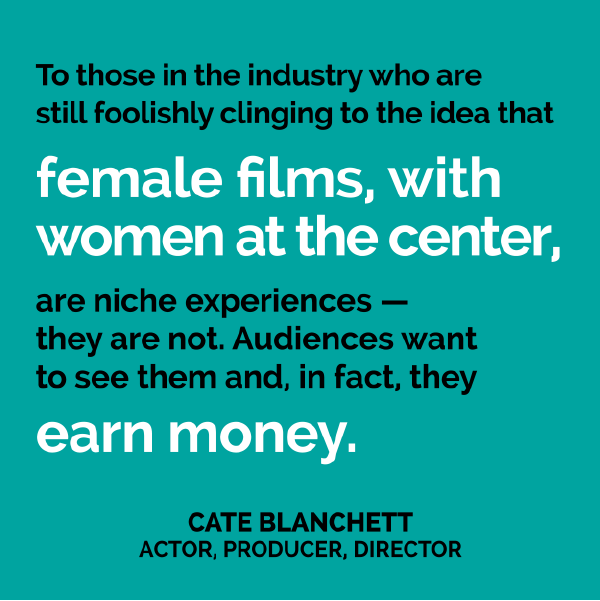 To those in the industry who are
still foolishly clinging to the idea that
female films, with
women at the center,
are niche experiences —
they are not. Audiences want
to see them and, in fact, they
earn money.
CATE BLANCHETT
ACTOR, PRODUCER, DIRECTOR